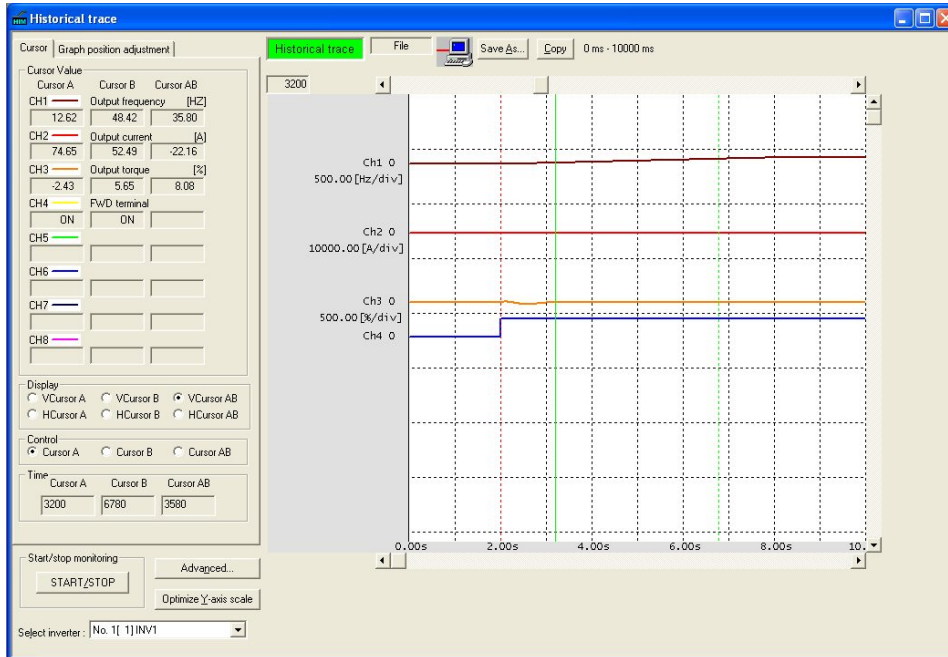 HIM Historical trace
Cursor Graph position adjustment
Historical trace File Save As... Copy 0 ms - 10000 ms
Cursor Value
Cursor A Cursor B Cursor AB
CH1 Output frequency [HZ]
12.62 48.42 35.80
CH2 Output current [A]
74.65 52.49 -22.16
CH3 Output torque [%]
-2.43 5.65 8.08
CH4 FWD terminal
ON ON
CH5
CH6
CH7
CH8
Display
VCursor A VCursor B VCursor AB
HCursor A HCursor B HCursor AB
Control
Cursor A Cursor B Cursor AB
Time
Cursor A Cursor B Cursor AB
3200 6780 3580
Start/stop monitoring
START/STOP
Advanced...
Optimize Y-axis scale
Select inverter : No. 1[ 1] INV1
3200
Ch1 0
500.00[Hz/div]
Ch2 0
10000.00[A/div]
Ch3 0
500.00[%/div]
Ch4 0
0.00s 2.00s 4.00s 6.00s 8.00s 10.